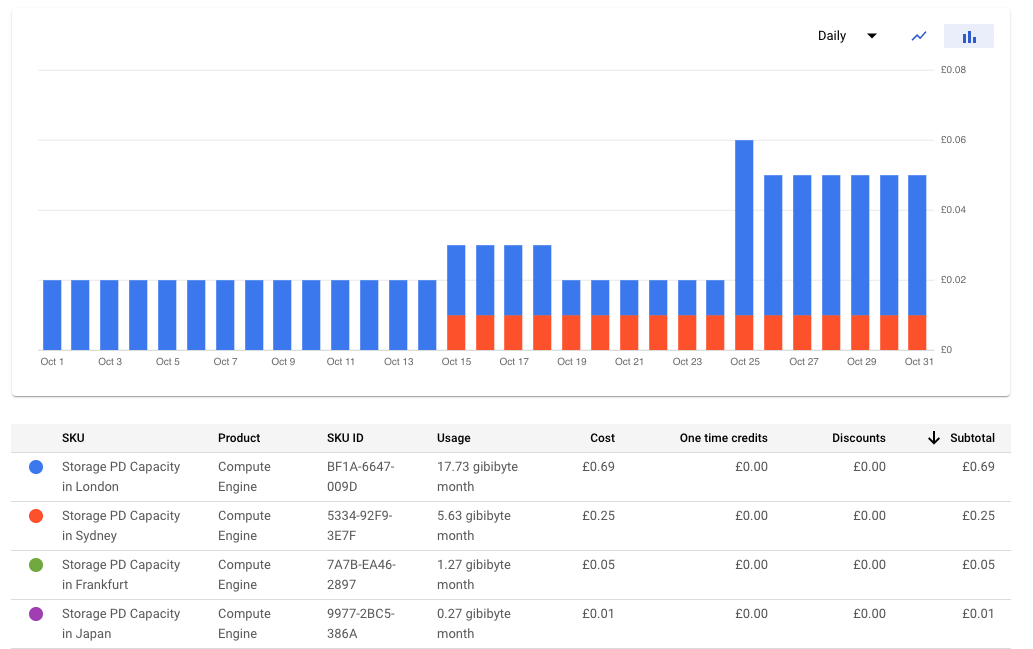 Daily
£0.08
£0.06
£0.04
£0.02
£0
Oct 1 Oct 3 Oct 5 Oct 7 Oct 9 Oct 11 Oct 13 Oct 15 Oct 17 Oct 19 Oct 21 Oct 23 Oct 25 Oct 27 Oct 29 Oct 31
SKU Product SKU ID Usage Cost One time credits Discounts Subtotal
Storage PD Capacity Compute BF1A-6647- 17.73 gibibyte £0.69 £0.00 £0.00 £0.69
in London Engine 009D month
Storage PD Capacity Compute 5334-92F9- 5.63 gibibyte £0.25 £0.00 £0.00 £0.25
in Sydney Engine 3E7F month
Storage PD Capacity Compute 7A7B-EA46- 1.27 gibibyte £0.05 £0.00 £0.00 £0.05
in Frankfurt Engine 2897 month
Storage PD Capacity Compute 9977-2BC5- 0.27 gibibyte £0.01 £0.00 £0.00 £0.01
in Japan Engine 386A month